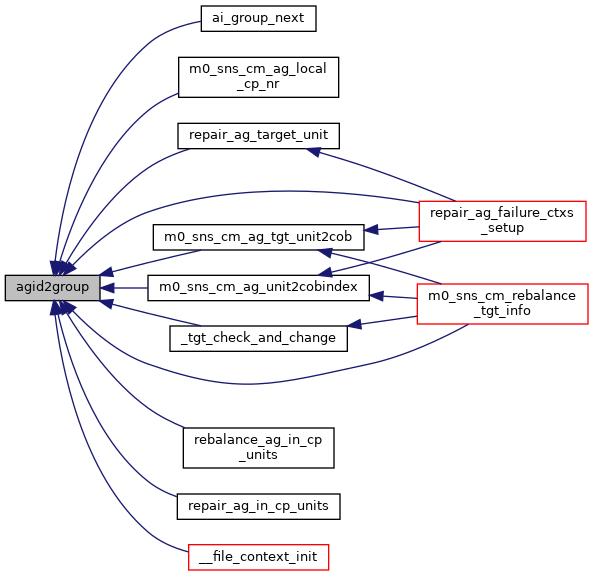 ai_group_next
m0_sns_cm_ag_local
_cp_nr
repair_ag_target_unit
repair_ag_failure_ctxs
_setup
m0_sns_cm_ag_tgt_unit2cob
agid2group
m0_sns_cm_ag_unit2cobindex
m0_sns_cm_rebalance
_tgt_info
_tgt_check_and_change
rebalance_ag_in_cp
_units
repair_ag_in_cp_units
__file_context_init